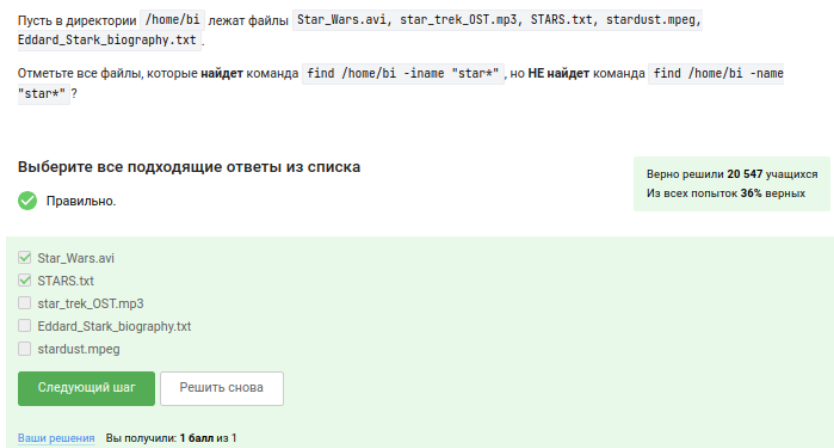 Пусть в директории /home/bi лежат файлы Star_Wars.avi, star_trek_OST.mp3, STARS.txt, stardust.mpeg,
Eddard_Stark_biography.txt.
Отметьте все файлы, которые найдет команда find /home/bi -iname "star*", но НЕ найдет команда find /home/bi -name
"star*" ?
Выберите все подходящие ответы из списка
Верно решили 20 547 учащихся
Из всех попыток 36% верных
Правильно.
Star_Wars.avi
STARS.txt
star_trek_OST.mp3
Eddard_Stark_biography.txt
stardust.mpeg
Следующий шаг
Решить снова
Ваши решения Вы получили: 1 балл из 1